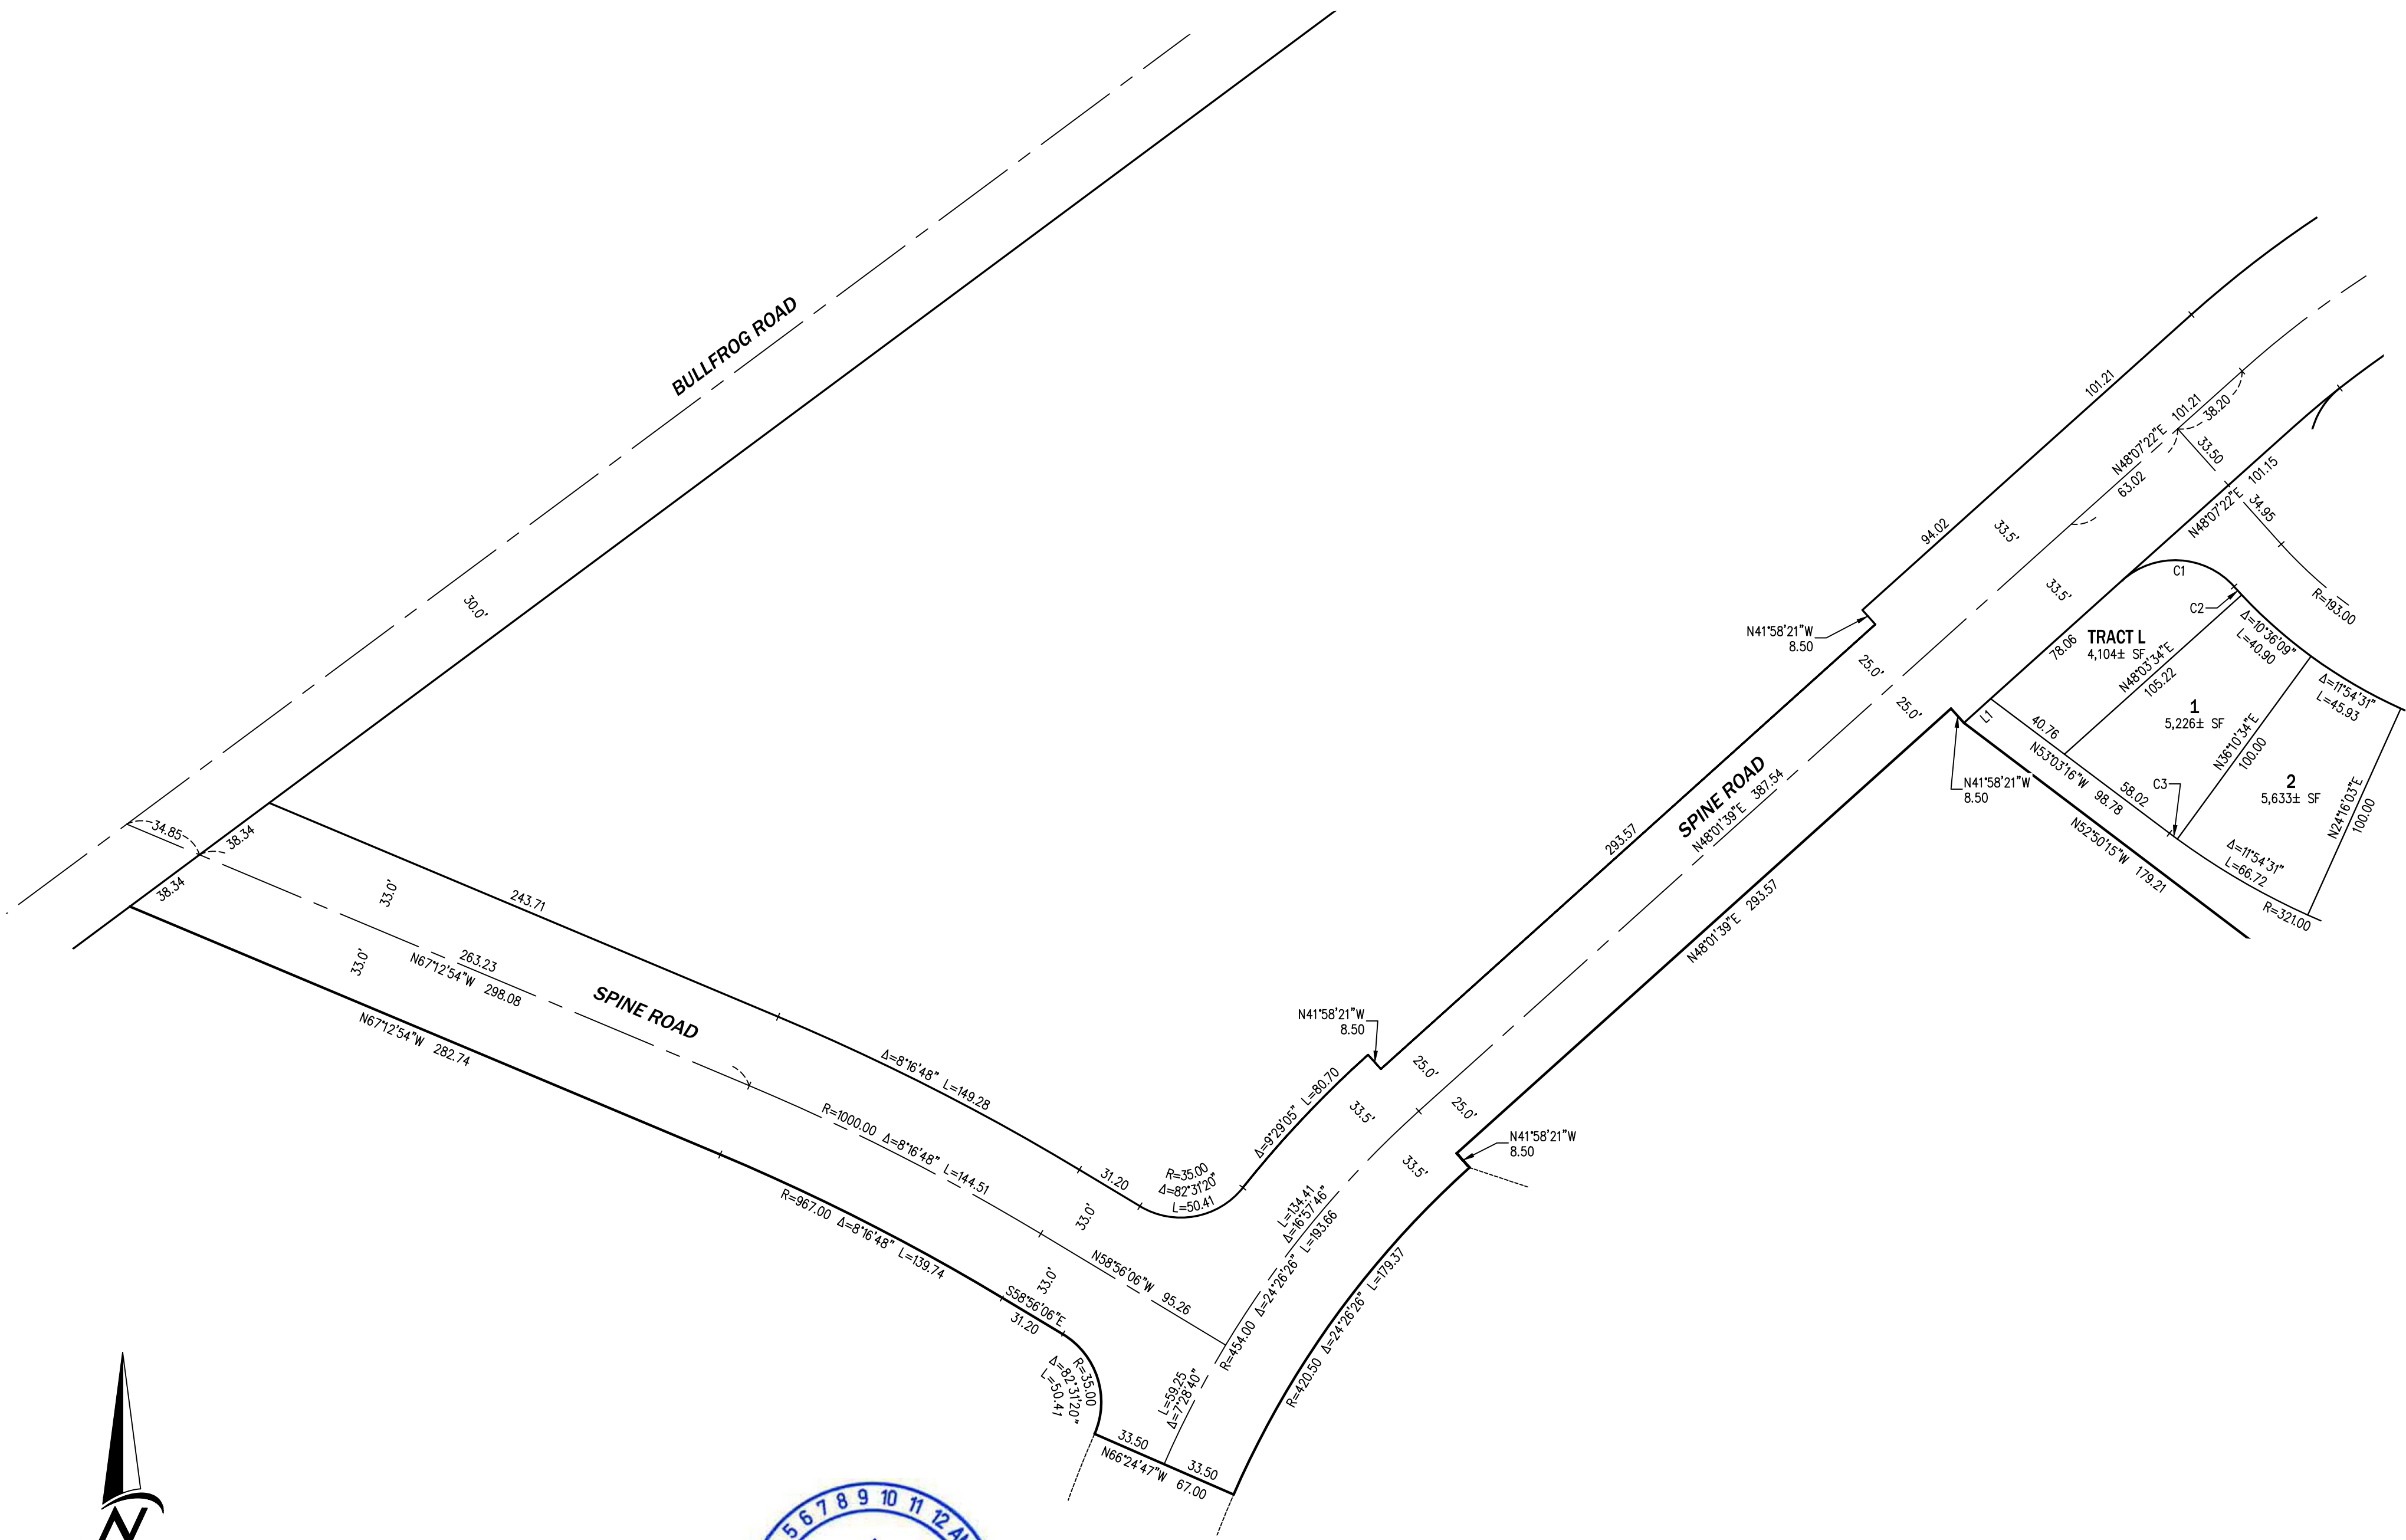 BULLFROG ROAD
30.0'
101.21
N48°07'22"E 101.21
38.20
63.02
33.50
N48°07'22"E 101.15
34.95
R=193.00
94.02
33.5'
33.5'
C1
C2
N41°58'21"W
8.50
TRACT L
4,104± SF
78.06
N48°03'34"E
105.22
Δ=10°36'09"
L=40.90
Δ=11°54'31"
L=45.93
25.0'
25.0'
L1
40.76
1
5,226± SF
N36°10'34"E
100.00
N53°03'16"W 98.78
58.02
C3
2
5,633± SF
N24°16'03"E
100.00
N41°58'21"W
8.50
N52°50'15"W 179.21
Δ=11°54'31"
L=66.72
R=321.00
SPINE ROAD
N48°01'39"E 387.54
293.57
N48°01'39"E 293.57
34.85
38.34
38.34
33.0'
243.71
33.0'
263.23
N67°12'54"W 298.08
SPINE ROAD
N67°12'54"W 282.74
Δ=8°16'48" L=149.28
R=1000.00 Δ=8°16'48" L=144.51
R=967.00 Δ=8°16'48" L=139.74
N41°58'21"W
8.50
25.0'
25.0'
Δ=9°29'05" L=80.70
33.5'
33.5'
N41°58'21"W
8.50
31.20
R=35.00
Δ=82°31'20"
L=50.41
33.0'
33.0'
N58°56'06"W 95.26
S58°56'06"E
31.20
L=134.41
Δ=16°57'46"
R=454.00 Δ=24°26'26" L=193.66
R=420.50 Δ=24°26'26" L=179.37
R=35.00
Δ=82°31'20"
L=50.41
L=59.25
Δ=7°28'40"
33.50
33.50
N66°24'47"W 67.00
N
5 6 7 8 9 10 11 12